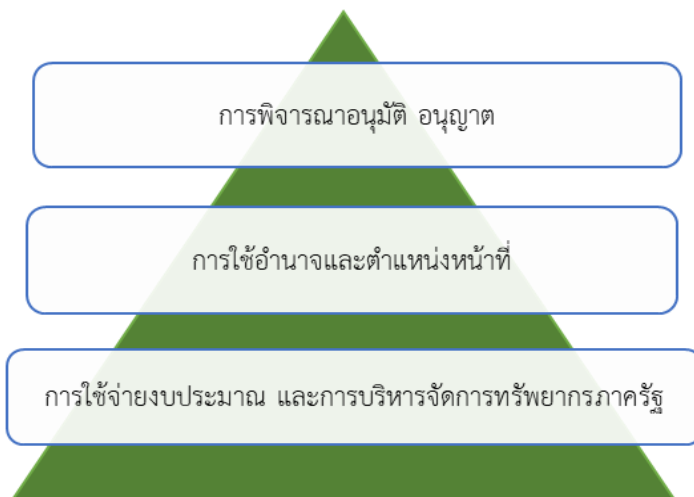 การพิจารณาอนุมัติ อนุญาต
การใช้อำนาจและตำแหน่งหน้าที่
การใช้จ่ายงบประมาณ และการบริหารจัดการทรัพยากรภาครัฐ